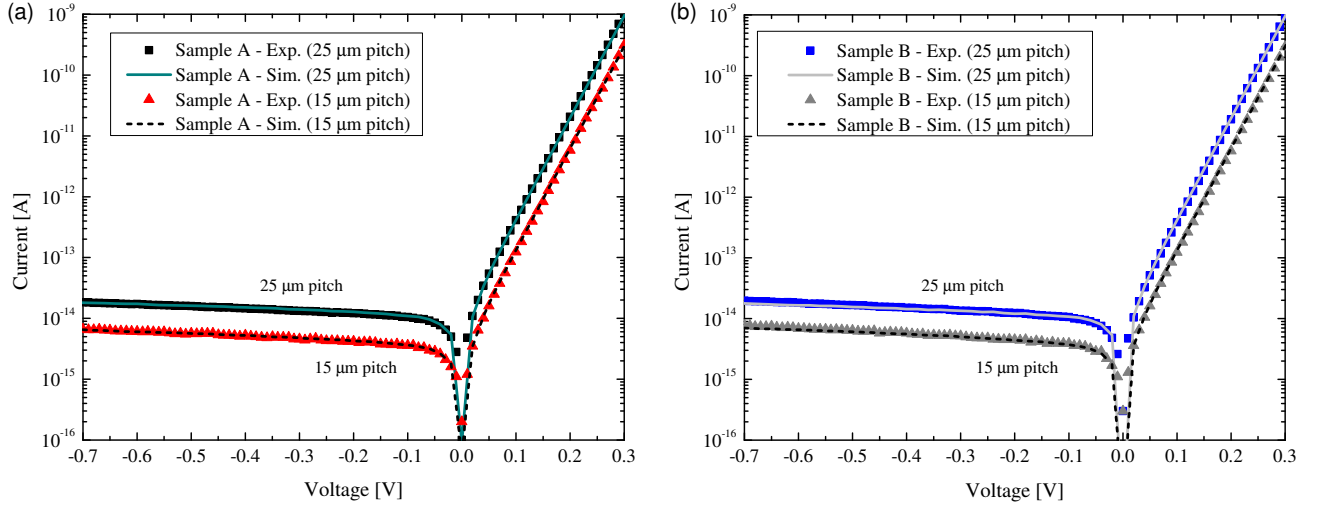 (a)
Sample A - Exp. (25 μm pitch)
Sample A - Sim. (25 μm pitch)
Sample A - Exp. (15 μm pitch)
Sample A - Sim. (15 μm pitch)
10⁻⁹
10⁻¹⁰
10⁻¹¹
10⁻¹²
10⁻¹³
10⁻¹⁴
10⁻¹⁵
10⁻¹⁶
Current [A]
25 μm pitch
15 μm pitch
-0.7 -0.6 -0.5 -0.4 -0.3 -0.2 -0.1 0.0 0.1 0.2 0.3
Voltage [V]
(b)
Sample B - Exp. (25 μm pitch)
Sample B - Sim. (25 μm pitch)
Sample B - Exp. (15 μm pitch)
Sample B - Sim. (15 μm pitch)
10⁻⁹
10⁻¹⁰
10⁻¹¹
10⁻¹²
10⁻¹³
10⁻¹⁴
10⁻¹⁵
10⁻¹⁶
Current [A]
25 μm pitch
15 μm pitch
-0.7 -0.6 -0.5 -0.4 -0.3 -0.2 -0.1 0.0 0.1 0.2 0.3
Voltage [V]